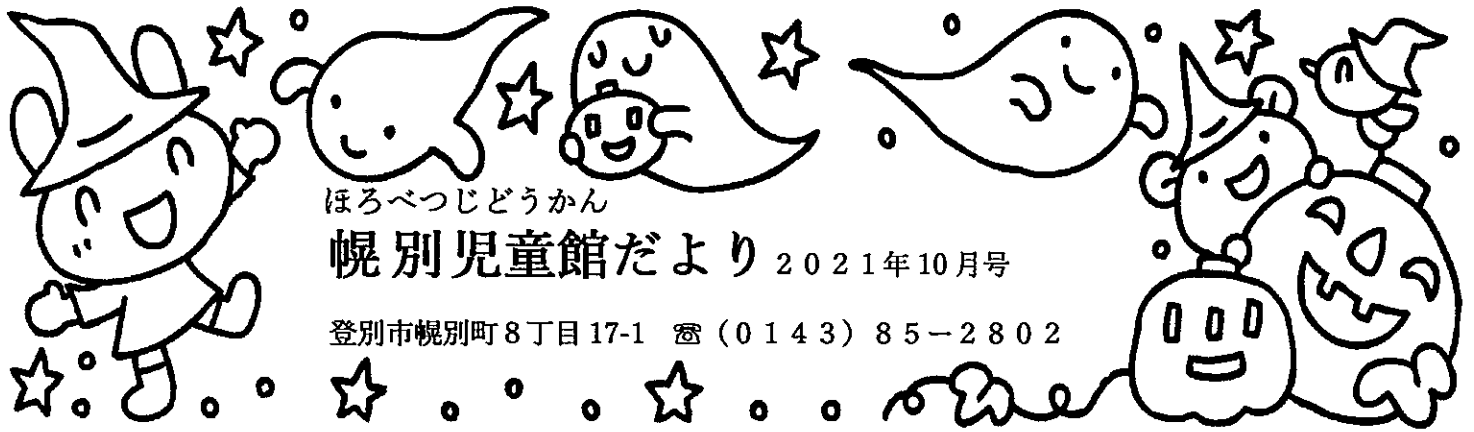 ほろべつじどうかん
幌別児童館だより ２０２１年10月号
登別市幌別町８丁目17-1 ☏（０１４３）８５－２８０２